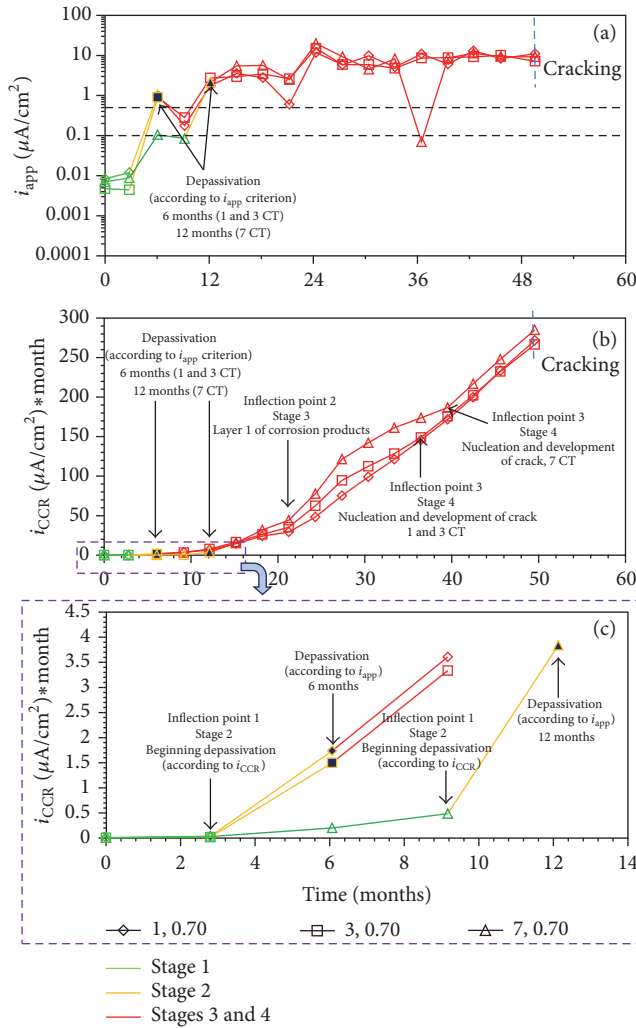 (a)
100
10
1
0.1
0.01
0.001
0.0001
i_app (μA/cm²)
Cracking
Depassivation
(according to i_app criterion)
6 months (1 and 3 CT)
12 months (7 CT)
0 12 24 36 48 60
(b)
300
250
200
150
100
50
0
i_CCR (μA/cm²)*month
Depassivation
(according to i_app criterion)
6 months (1 and 3 CT)
12 months (7 CT)
Cracking
Inflection point 2
Stage 3
Layer 1 of corrosion products
Inflection point 3
Stage 4
Nucleation and development
of crack, 7 CT
Inflection point 3
Stage 4
Nucleation and development of crack
1 and 3 CT
0 10 20 30 40 50 60
(c)
4.5
4
3.5
3
2.5
2
1.5
1
0.5
0
i_CCR (μA/cm²)*month
Depassivation
(according to i_app)
6 months
Inflection point 1
Stage 2
Beginning depassivation
(according to i_CCR)
Inflection point 1
Stage 2
Beginning depassivation
(according to i_CCR)
Depassivation
(according to i_app)
12 months
0 2 4 6 8 10 12 14
Time (months)
1, 0.70 3, 0.70 7, 0.70
Stage 1
Stage 2
Stages 3 and 4